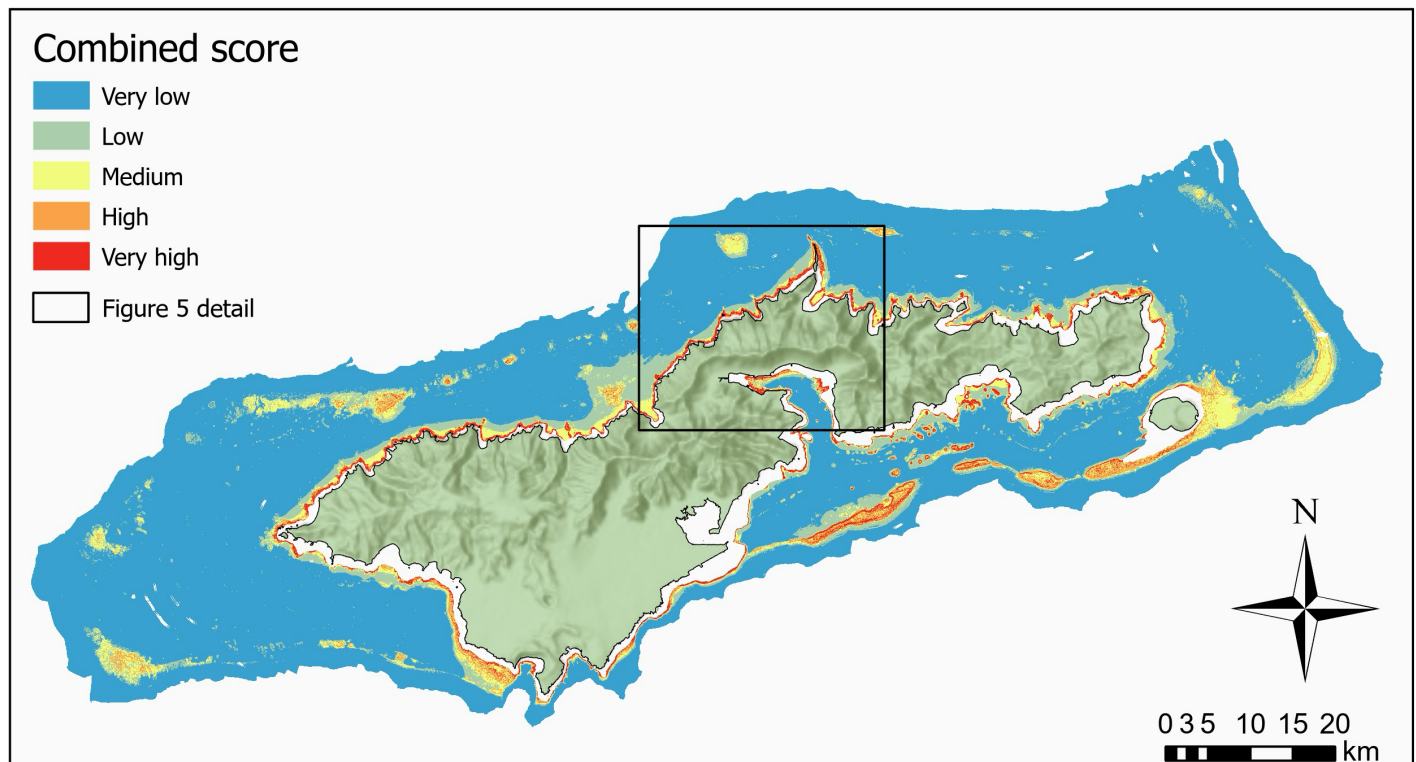 Combined score
Very low
Low
Medium
High
Very high
Figure 5 detail
N
0 3 5 10 15 20
km